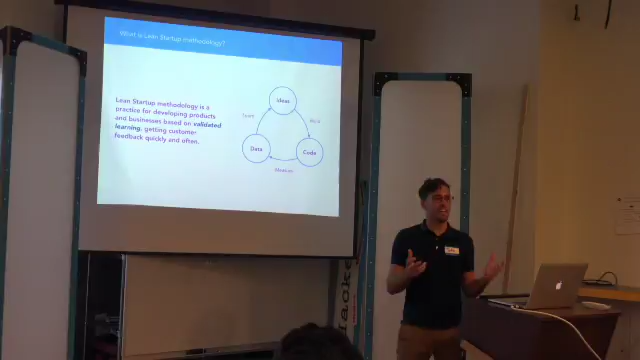 What is Lean Startup methodology?
Lean Startup methodology is a
practice for developing products
and businesses based on validated
learning, getting customer
feedback quickly and often.
Ideas
Learn
Build
Data
Code
Measure